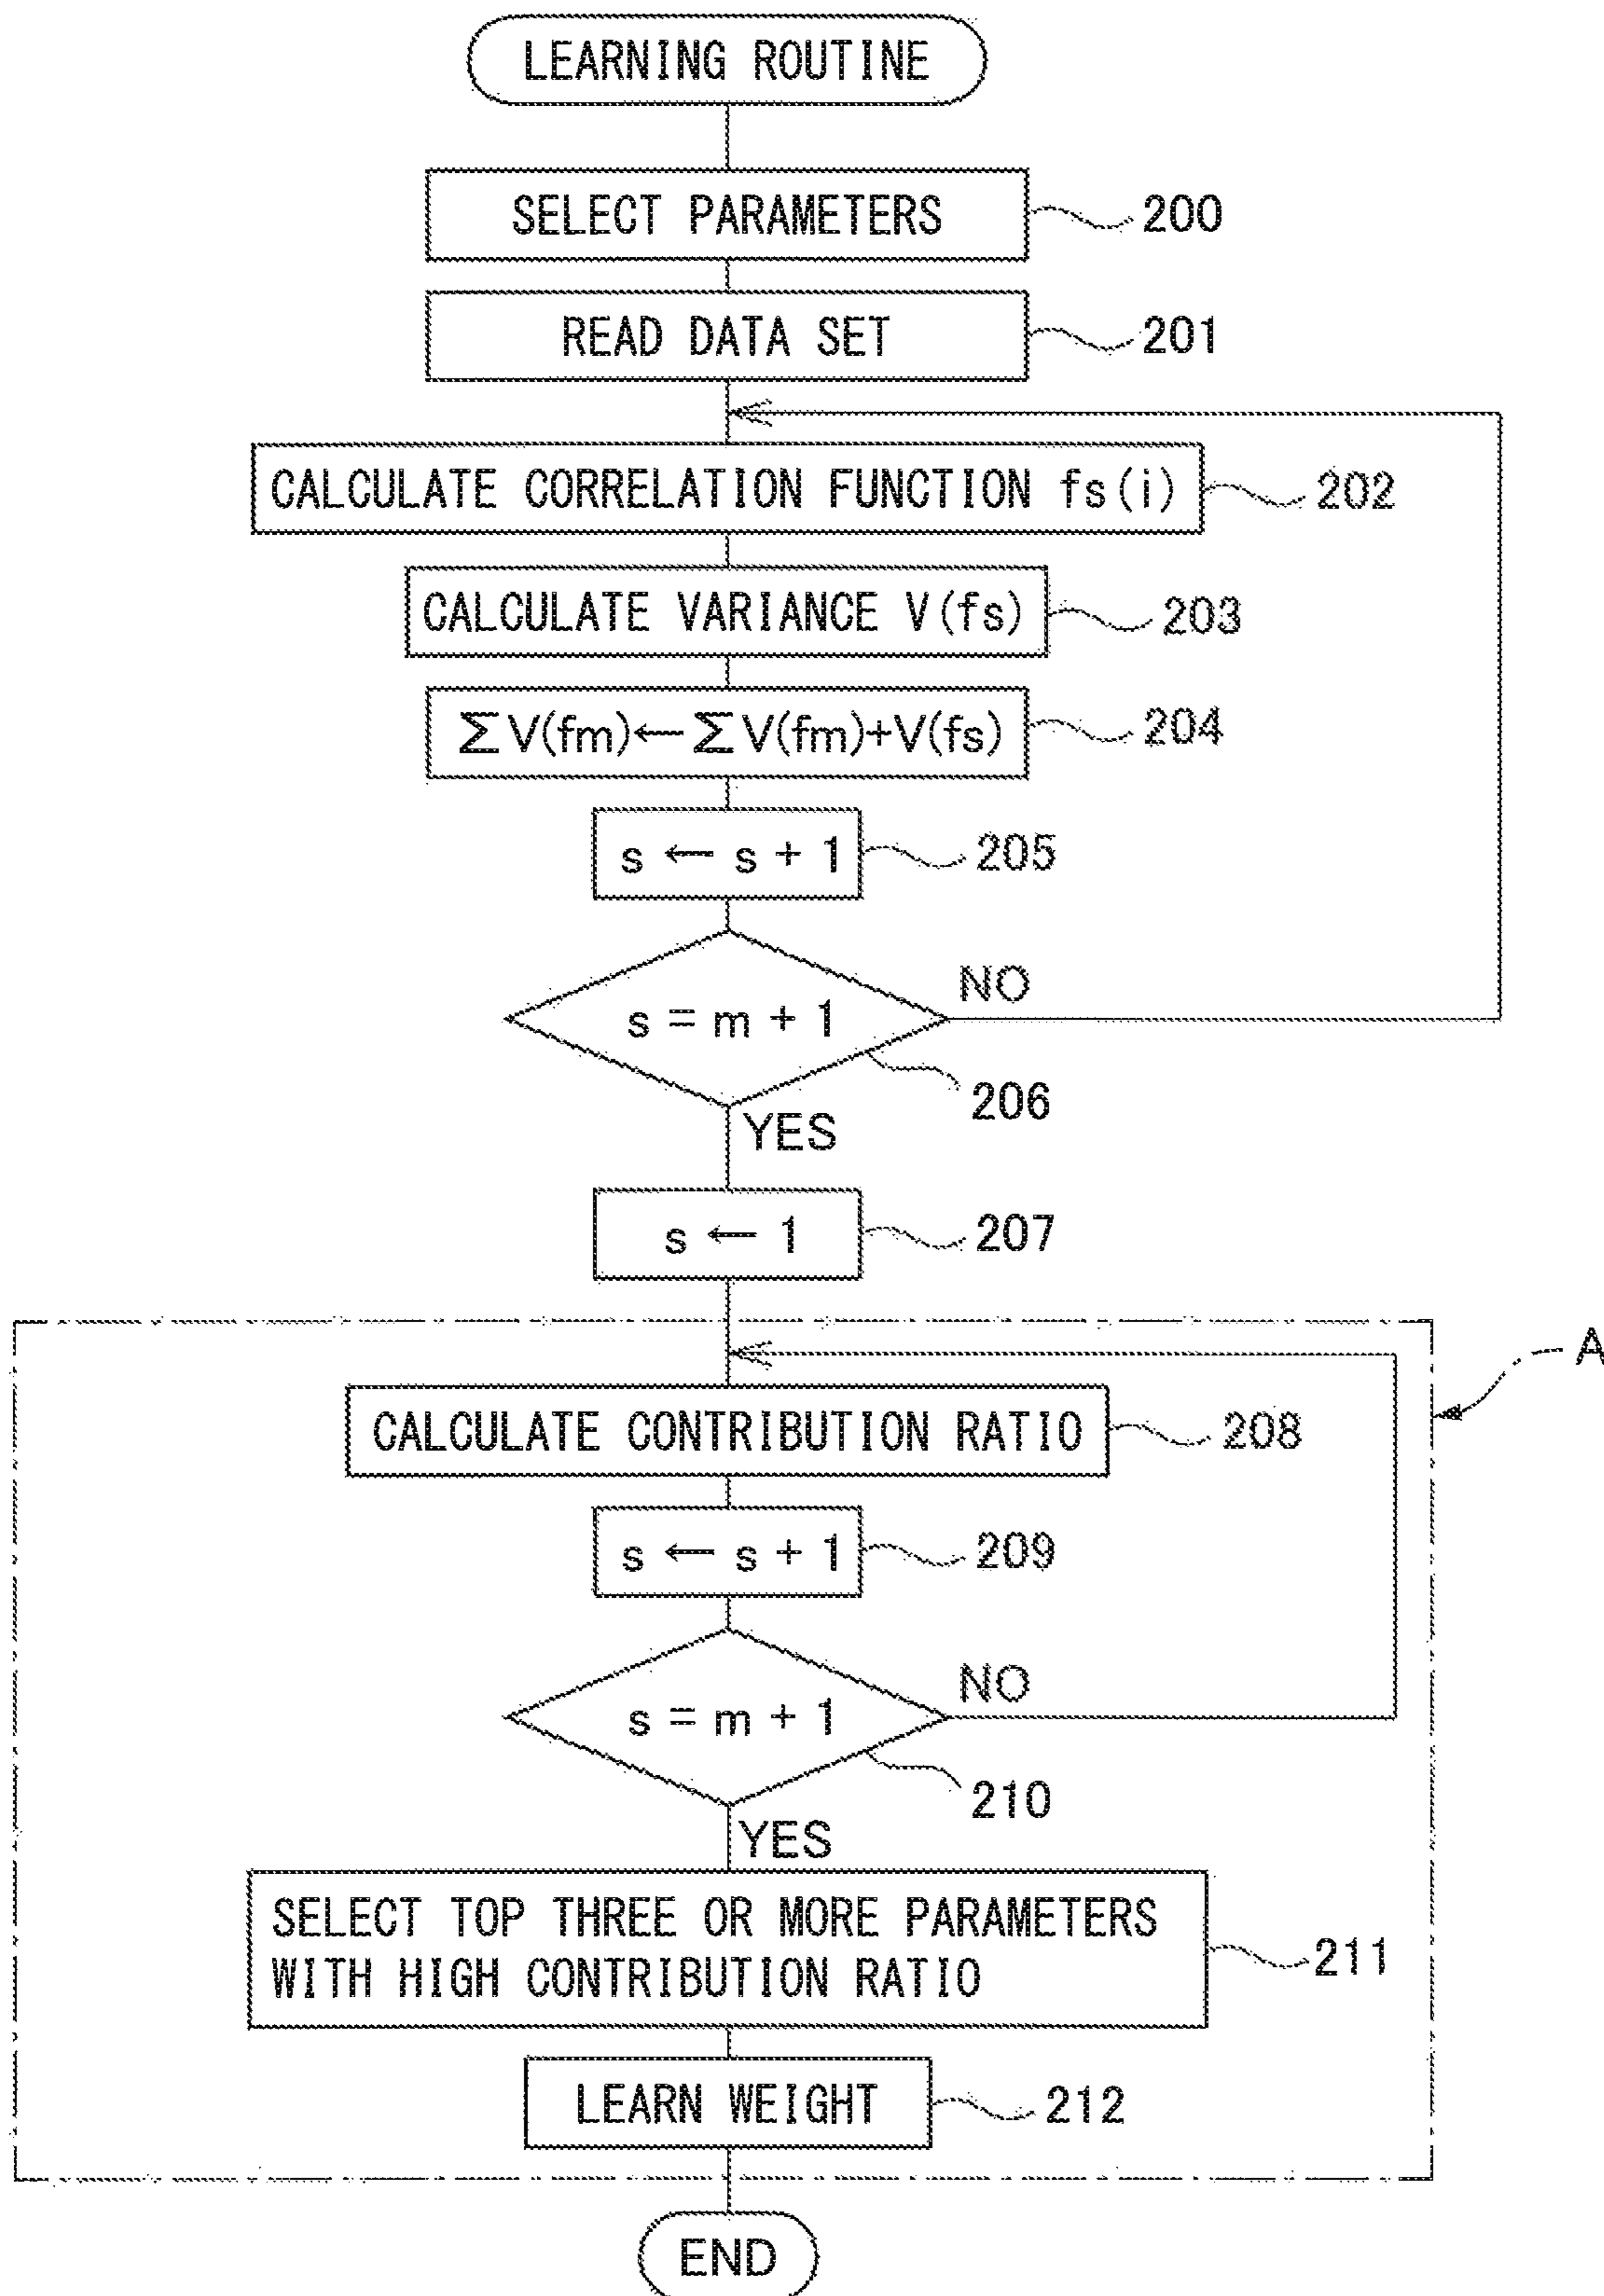 LEARNING ROUTINE
SELECT PARAMETERS
200
READ DATA SET
201
CALCULATE CORRELATION FUNCTION fs(i)
202
CALCULATE VARIANCE V(fs)
203
ΣV(fm)←ΣV(fm)+V(fs)
204
s ← s + 1
205
s = m + 1
NO
206
YES
s ← 1
207
A
CALCULATE CONTRIBUTION RATIO
208
s ← s + 1
209
s = m + 1
NO
210
YES
SELECT TOP THREE OR MORE PARAMETERS
WITH HIGH CONTRIBUTION RATIO
211
LEARN WEIGHT
212
END